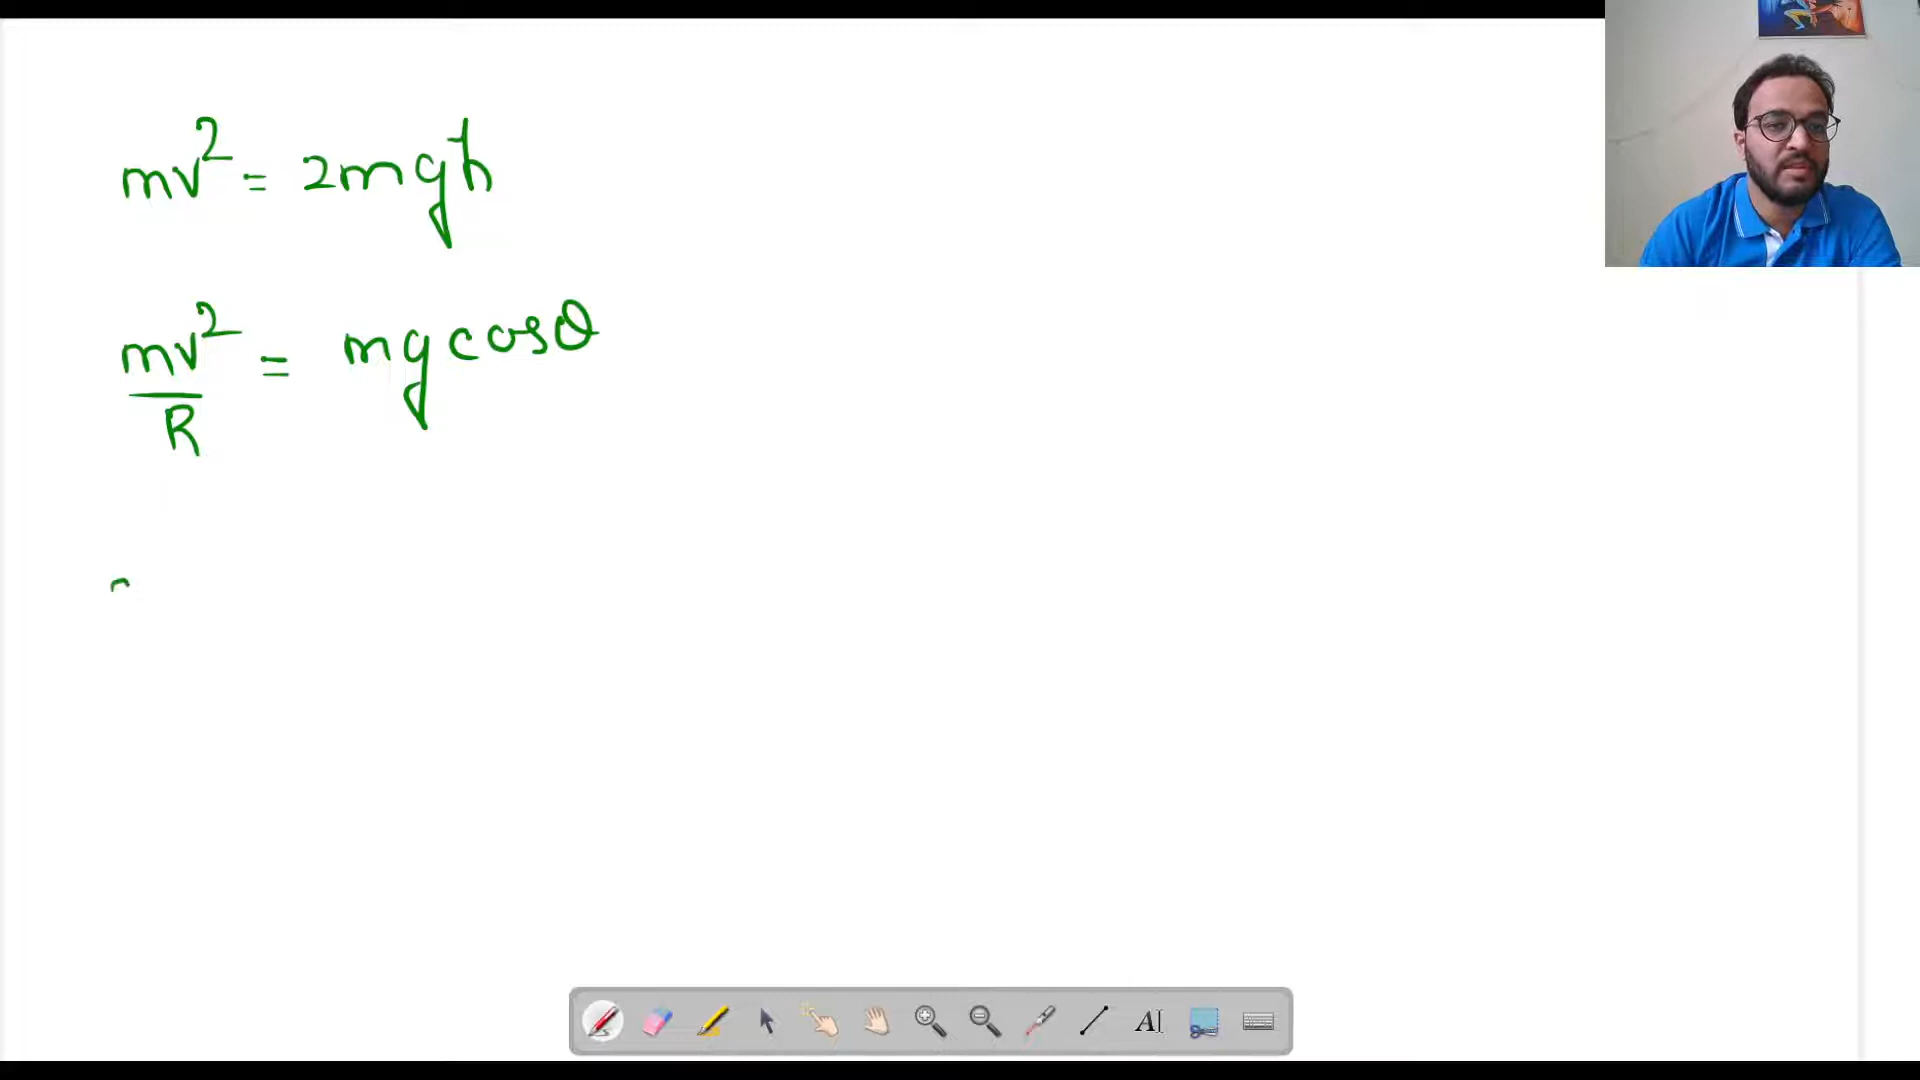 mv² = 2mgh
mv²/R = mg cosθ
A